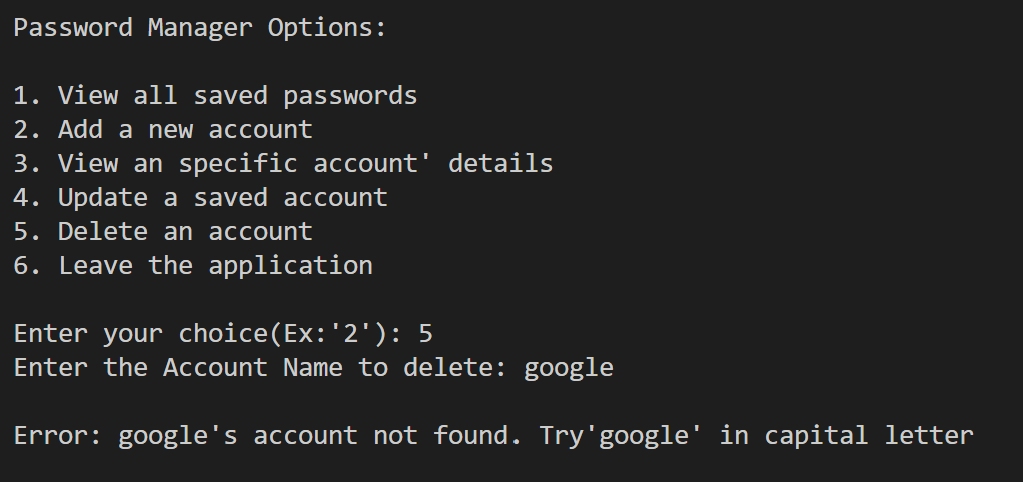 Password Manager Options:
1. View all saved passwords
2. Add a new account
3. View an specific account' details
4. Update a saved account
5. Delete an account
6. Leave the application
Enter your choice(Ex:'2'): 5
Enter the Account Name to delete: google
Error: google's account not found. Try'google' in capital letter